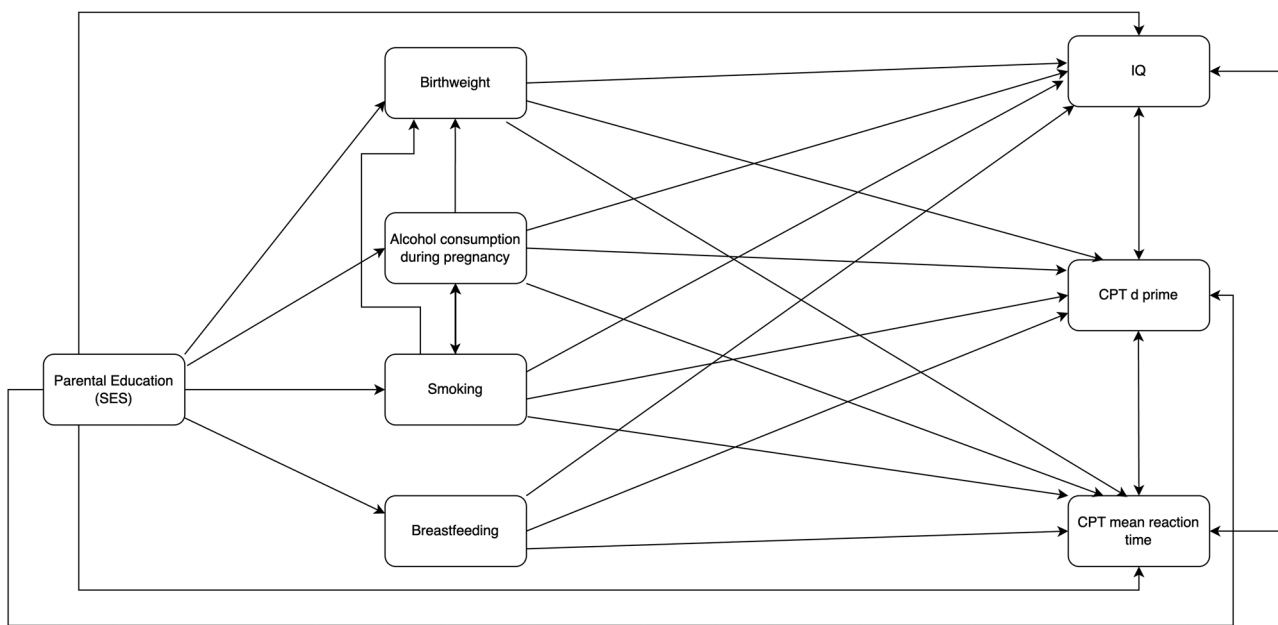 Birthweight
IQ
Alcohol consumption
during pregnancy
CPT d prime
Parental Education
(SES)
Smoking
Breastfeeding
CPT mean reaction
time